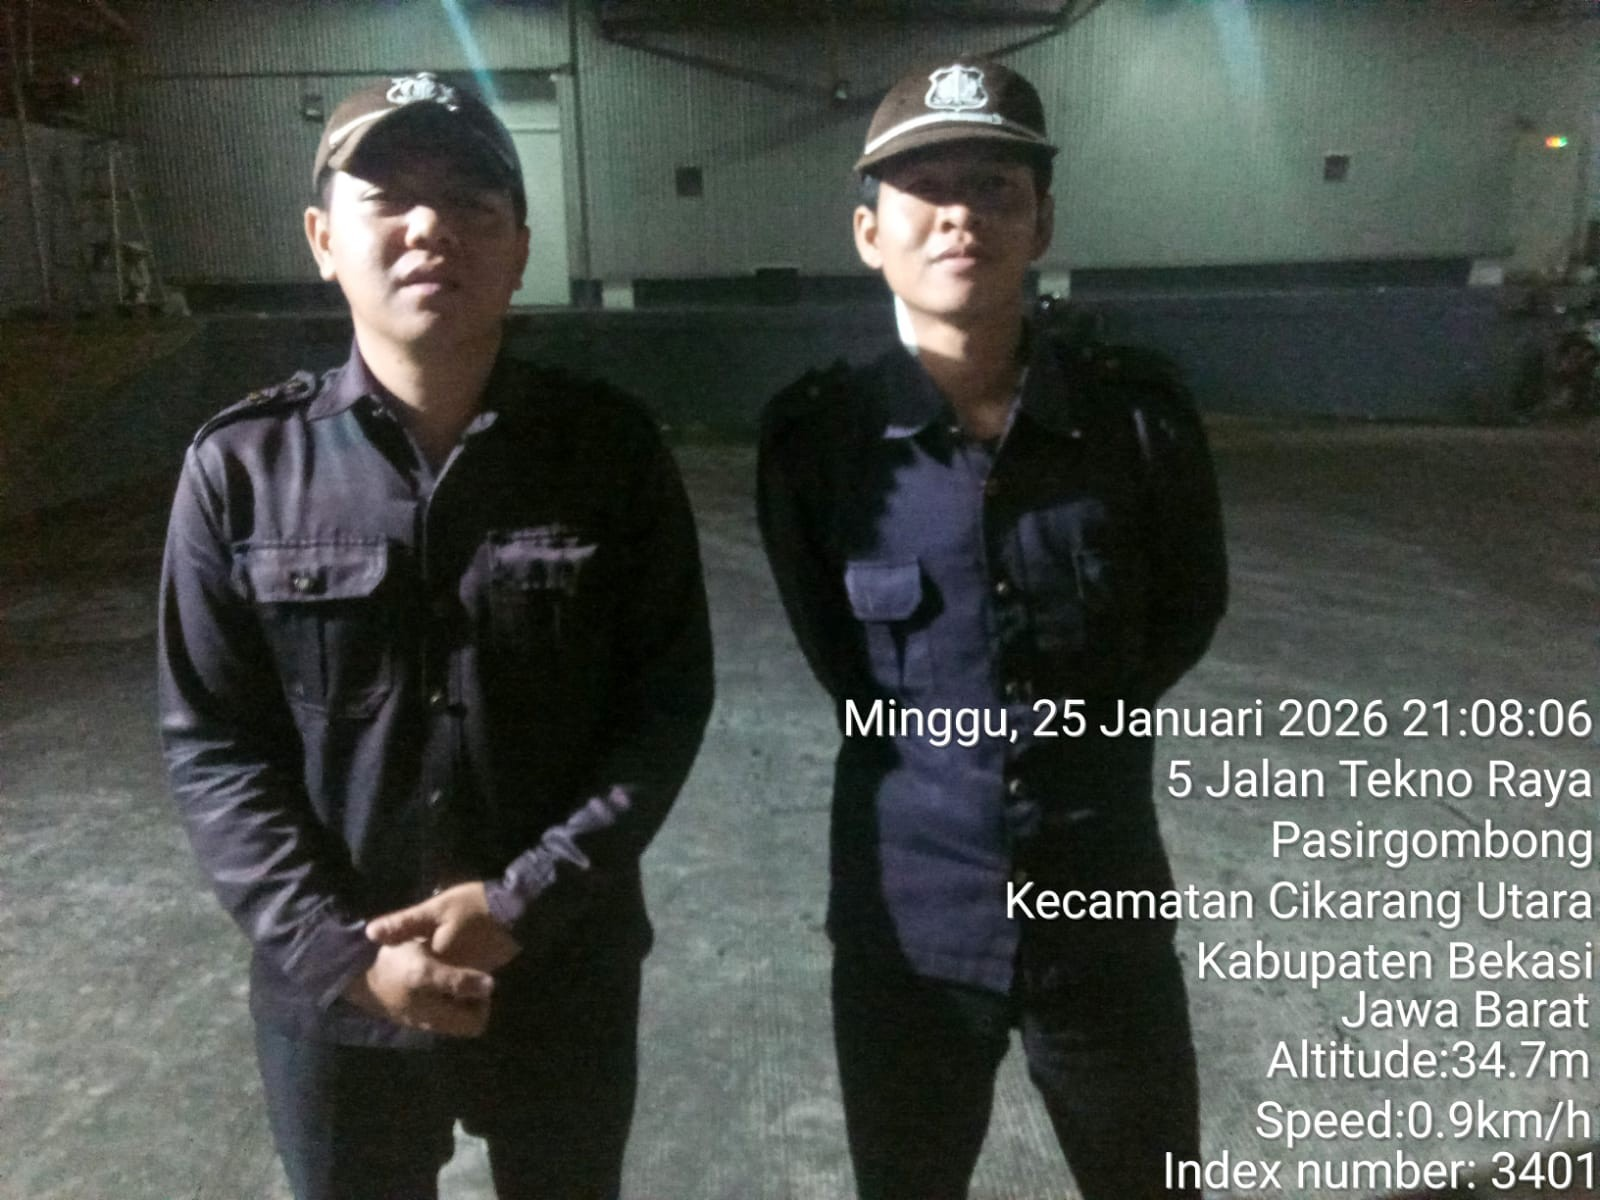 Minggu, 25 Januari 2026 21:08:06
5 Jalan Tekno Raya
Pasirgombong
Kecamatan Cikarang Utara
Kabupaten Bekasi
Jawa Barat
Altitude:34.7m
Speed:0.9km/h
Index number: 3401